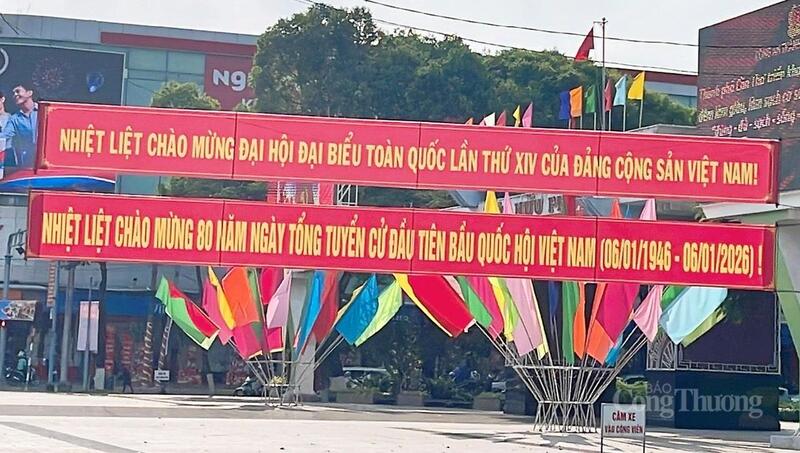 Ng
NHIỆT LIỆT CHÀO MỪNG ĐẠI HỘI ĐẠI BIỂU TOÀN QUỐC LẦN THỨ XIV CỦA ĐẢNG CỘNG SẢN VIỆT NAM!
NHIỆT LIỆT CHÀO MỪNG 80 NĂM NGÀY TỔNG TUYỂN CỬ ĐẦU TIÊN BẦU QUỐC HỘI VIỆT NAM (06/01/1946 - 06/01/2026) !
CẤM XE
VÀO CÔNG VIÊN
BÁO
Công Thương